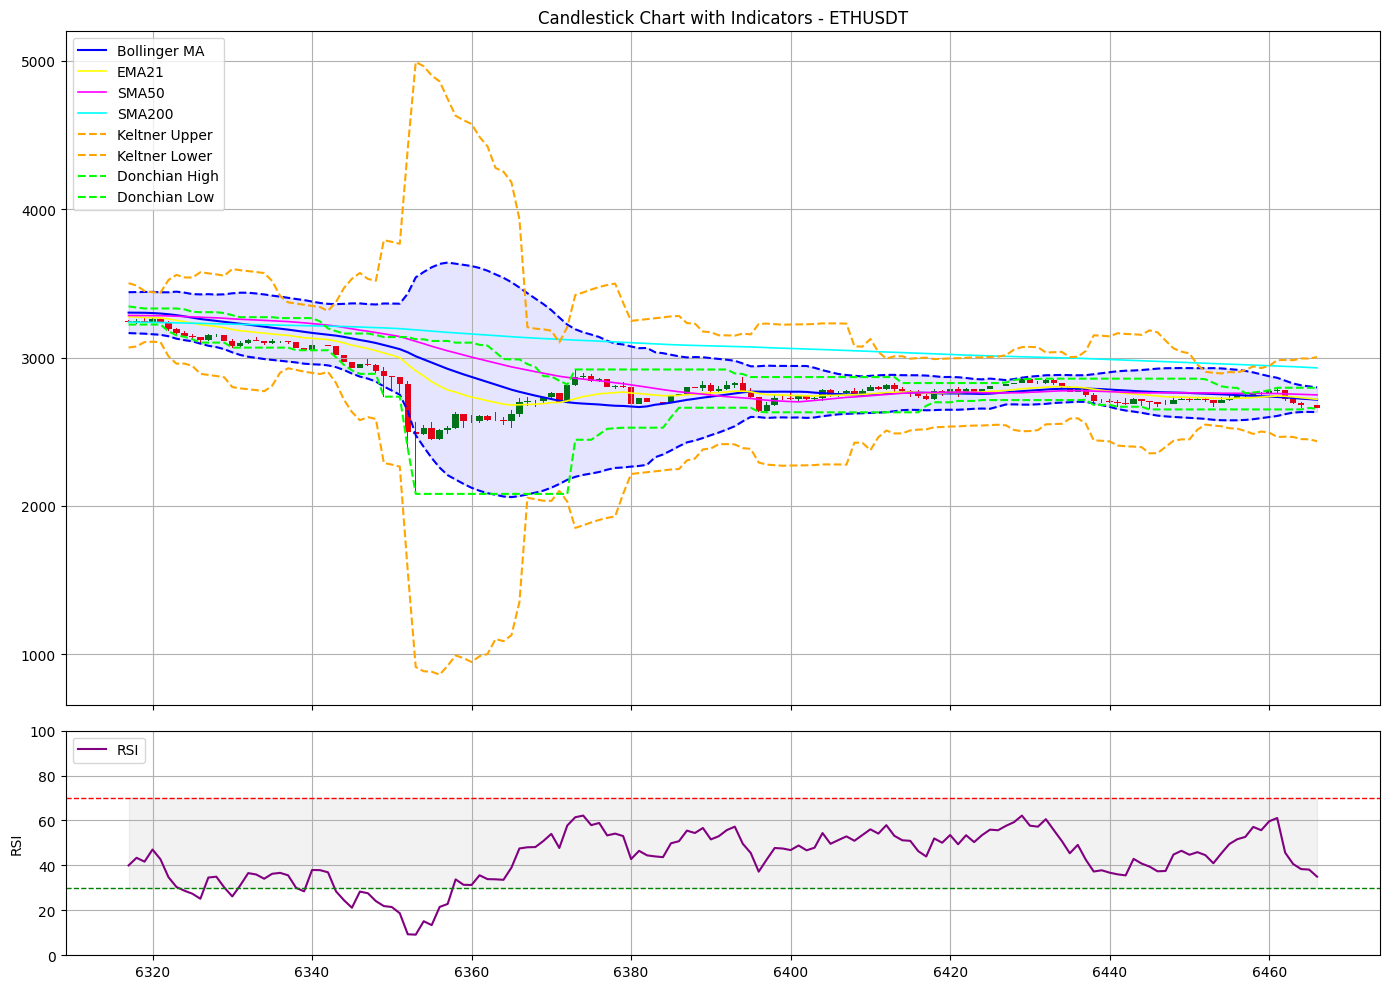 Candlestick Chart with Indicators - ETHUSDT
Bollinger MA
EMA21
SMA50
SMA200
Keltner Upper
Keltner Lower
Donchian High
Donchian Low
5000
4000
3000
2000
1000
RSI
100
80
60
40
20
0
RSI
6320 6340 6360 6380 6400 6420 6440 6460